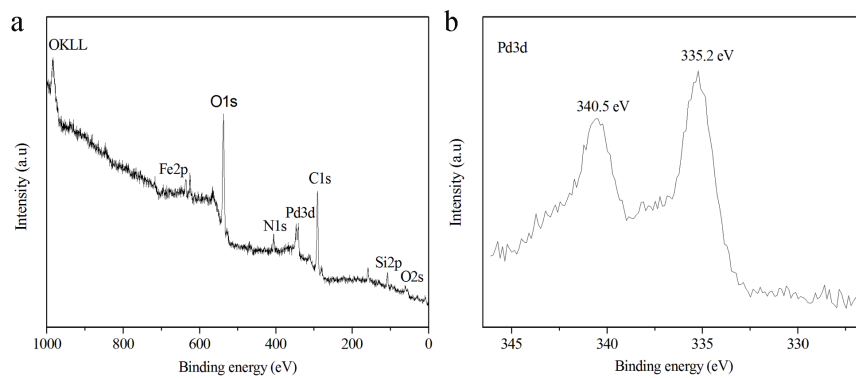 a
OKLL
O1s
Fe2p
C1s
N1s
Pd3d
Si2p
O2s
Intensity (a.u)
1000
800
600
400
200
0
Binding energy (eV)
b
Pd3d
335.2 eV
340.5 eV
Intensity (a.u)
345
340
335
330
Binding energy (eV)